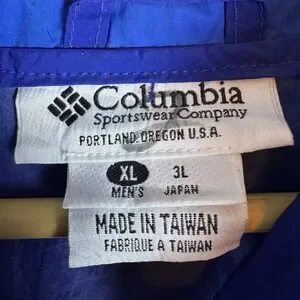 Columbia
Sportswear Company
PORTLAND, OREGON U.S.A.
XL 3L
MEN'S JAPAN
MADE IN TAIWAN
FABRIQUE A TAIWAN